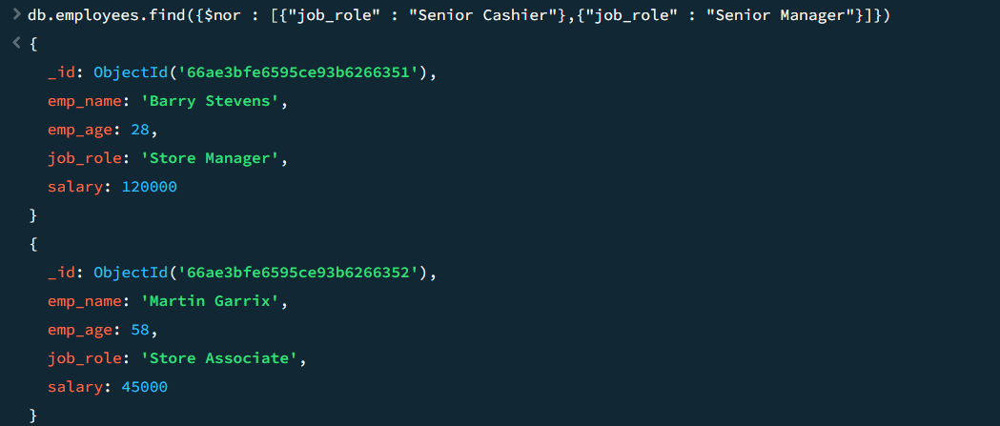 > db.employees.find({$nor : [{"job_role" : "Senior Cashier"},{"job_role" : "Senior Manager"}]})
< {
_id: ObjectId('66ae3bfe6595ce93b6266351'),
emp_name: 'Barry Stevens',
emp_age: 28,
job_role: 'Store Manager',
salary: 120000
}
{
_id: ObjectId('66ae3bfe6595ce93b6266352'),
emp_name: 'Martin Garrix',
emp_age: 58,
job_role: 'Store Associate',
salary: 45000
}